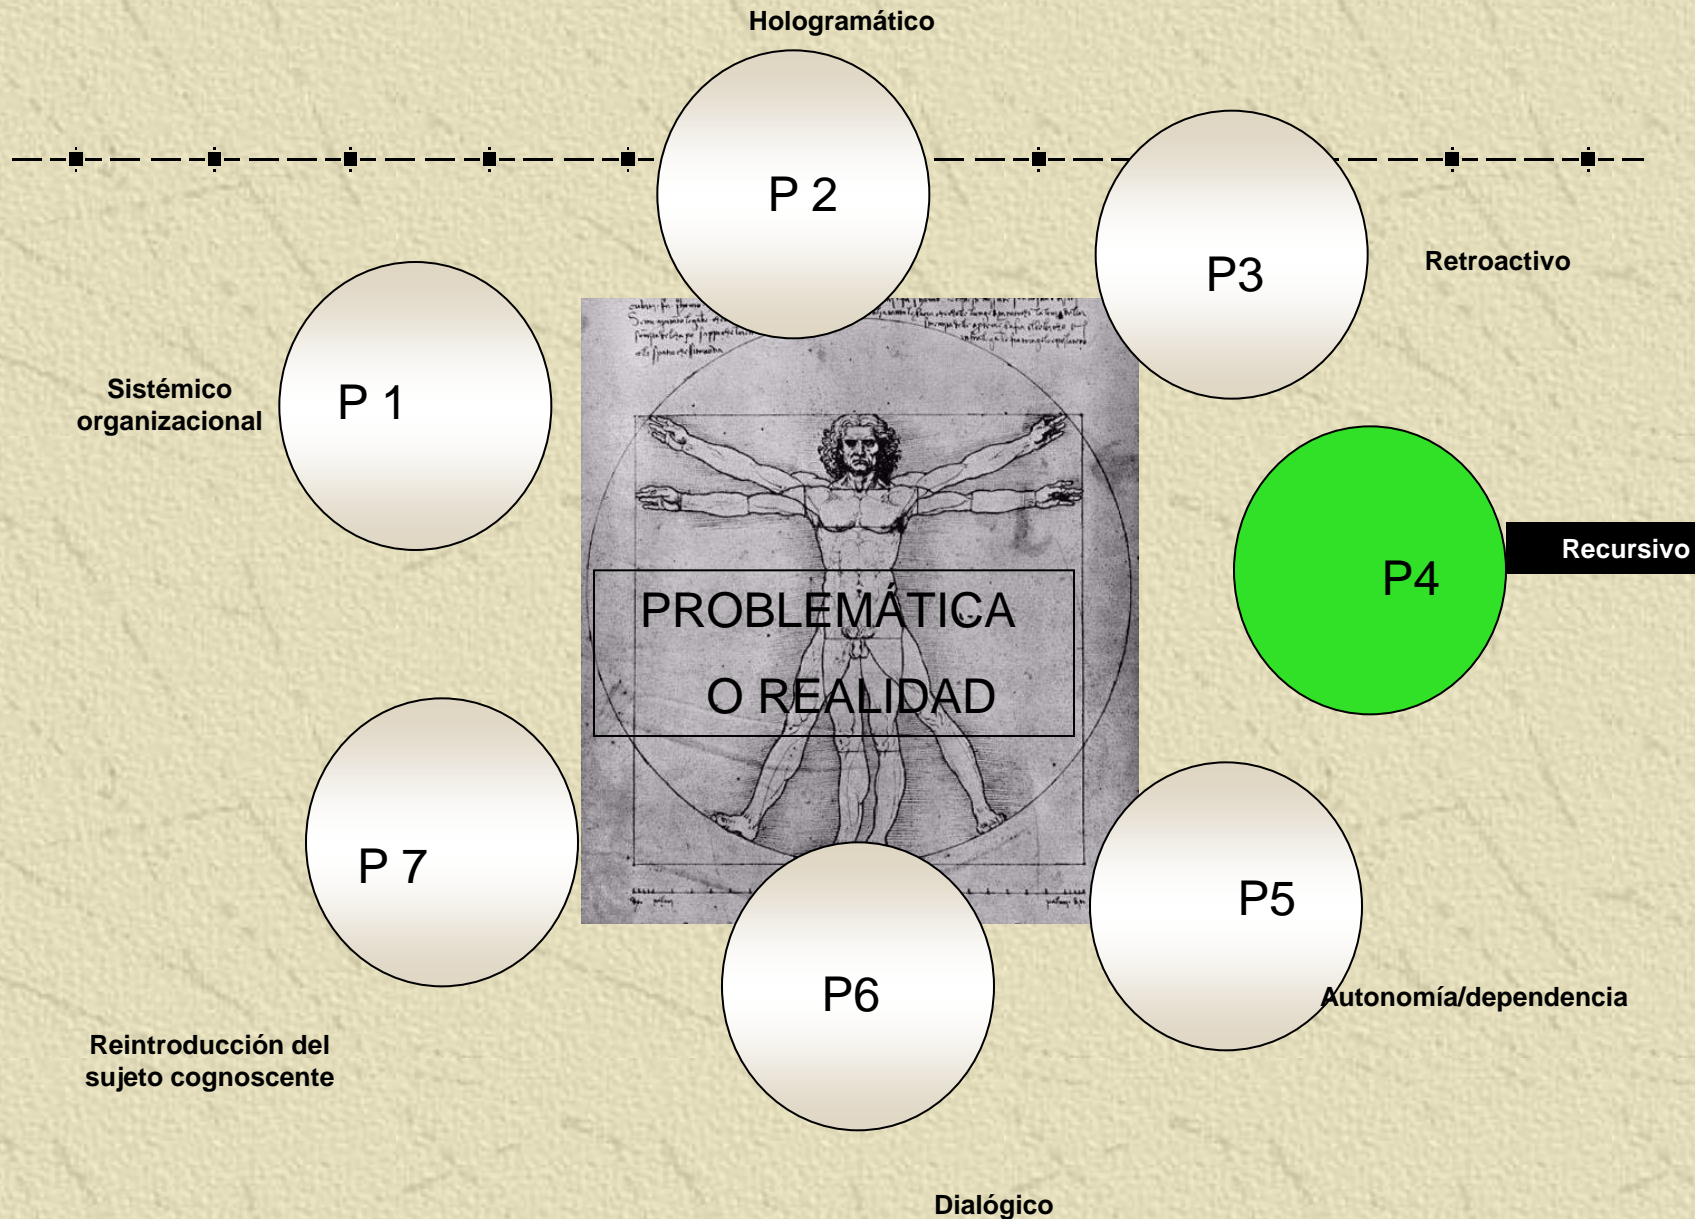 Hologramático
P 2
P3
Retroactivo
Sistémico
organizacional
P 1
Recursivo
P4
PROBLEMÁTICA
O REALIDAD
P 7
P5
P6
Autonomía/dependencia
Reintroducción del
sujeto cognoscente
Dialógico